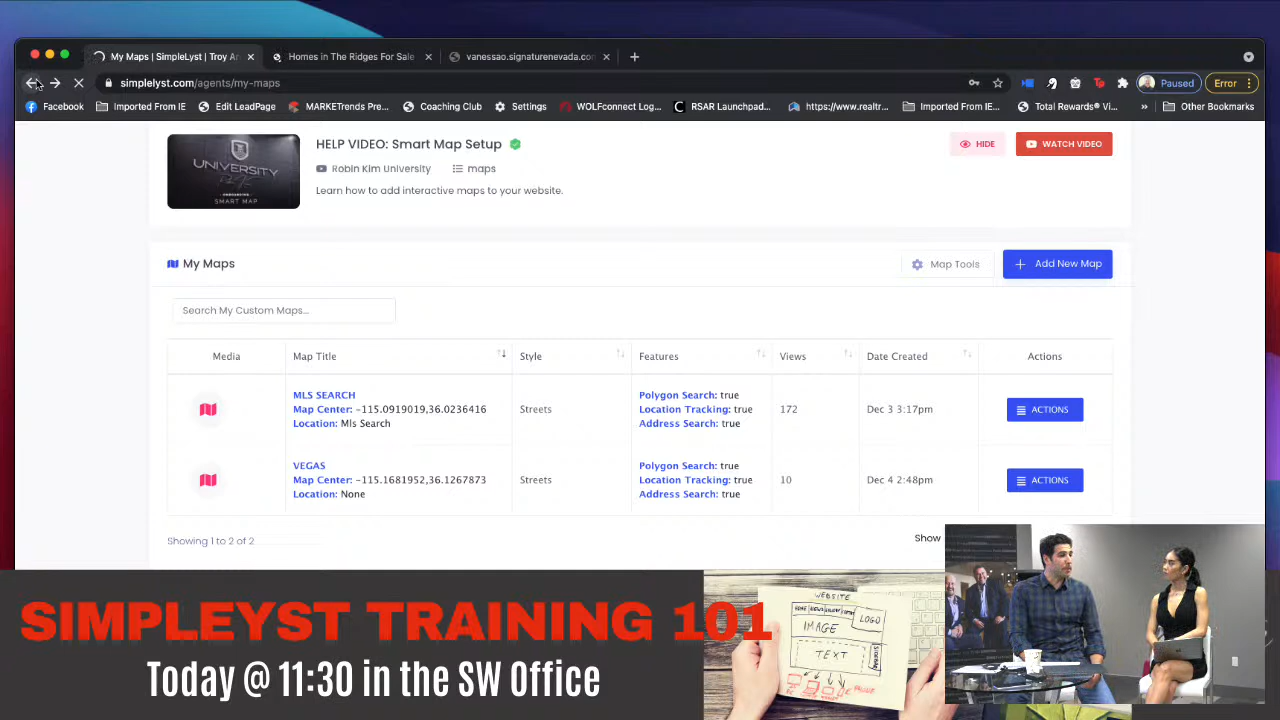 My Maps | SimpleLyst | Troy Ar
Homes in The Ridges For Sale
vanessao.signaturenevada.co
simplelyst.com/agents/my-maps
Paused
Error
Facebook
Imported From IE
Edit LeadPage
MARKETrends Pre...
Coaching Club
Settings
WOLFconnect Log...
RSAR Launchpad...
https://www.realtr...
Imported From IE...
Total Rewards® Vi...
»
Other Bookmarks
UNIVERSITY
SMART MAP
HELP VIDEO: Smart Map Setup
HIDE
WATCH VIDEO
Robin Kim University
maps
Learn how to add interactive maps to your website.
My Maps
Map Tools
+ Add New Map
Search My Custom Maps...
Media
Map Title
Style
Features
Views
Date Created
Actions
MLS SEARCH
Map Center: -115.0919019,36.0236416
Location: Mls Search
Streets
Polygon Search: true
Location Tracking: true
Address Search: true
172
Dec 3 3:17pm
ACTIONS
VEGAS
Map Center: -115.1681952,36.1267873
Location: None
Streets
Polygon Search: true
Location Tracking: true
Address Search: true
10
Dec 4 2:48pm
ACTIONS
Showing 1 to 2 of 2
Show
SIMPLEYST TRAINING 101
Today @ 11:30 in the SW Office
WEBSITE
LOGO
IMAGE
TEXT